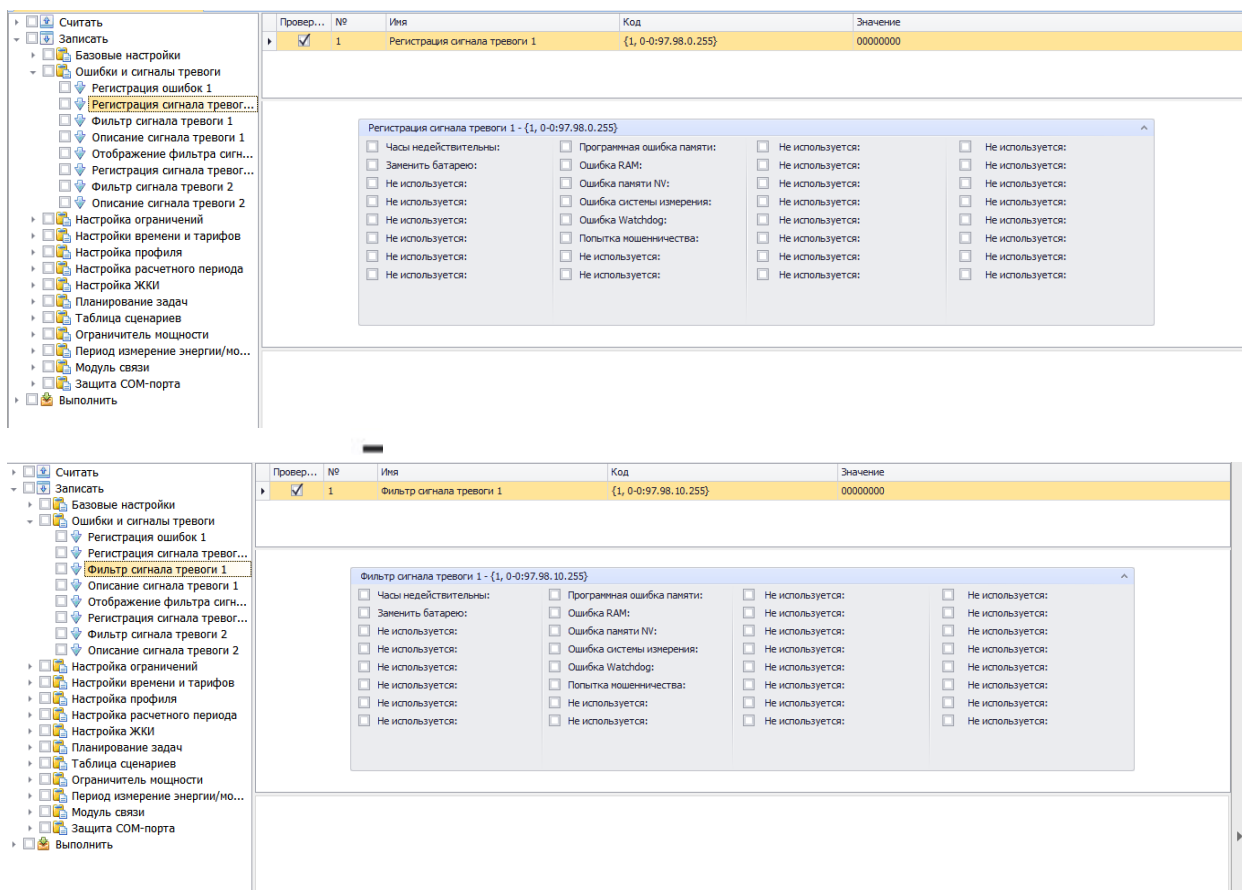 Считать
Записать
Базовые настройки
Ошибки и сигналы тревоги
Регистрация ошибок 1
Регистрация сигнала тревог...
Фильтр сигнала тревоги 1
Описание сигнала тревоги 1
Отображение фильтра сигн...
Регистрация сигнала тревог...
Фильтр сигнала тревоги 2
Описание сигнала тревоги 2
Настройка ограничений
Настройки времени и тарифов
Настройка профиля
Настройка расчетного периода
Настройка ЖКИ
Планирование задач
Таблица сценариев
Ограничитель мощности
Период измерение энергии/мо...
Модуль связи
Защита COM-порта
Выполнить
Провер... № Имя Код Значение
1 Регистрация сигнала тревоги 1 {1, 0-0:97.98.0.255} 00000000
Регистрация сигнала тревоги 1 - {1, 0-0:97.98.0.255}
Часы недействительны: Программная ошибка памяти: Не используется: Не используется:
Заменить батарею: Ошибка RAM: Не используется: Не используется:
Не используется: Ошибка памяти NV: Не используется: Не используется:
Не используется: Ошибка системы измерения: Не используется: Не используется:
Не используется: Ошибка Watchdog: Не используется: Не используется:
Не используется: Попытка мошенничества: Не используется: Не используется:
Не используется: Не используется: Не используется: Не используется:
Не используется: Не используется: Не используется: Не используется:
Считать
Записать
Базовые настройки
Ошибки и сигналы тревоги
Регистрация ошибок 1
Регистрация сигнала тревог...
Фильтр сигнала тревоги 1
Описание сигнала тревоги 1
Отображение фильтра сигн...
Регистрация сигнала тревог...
Фильтр сигнала тревоги 2
Описание сигнала тревоги 2
Настройка ограничений
Настройки времени и тарифов
Настройка профиля
Настройка расчетного периода
Настройка ЖКИ
Планирование задач
Таблица сценариев
Ограничитель мощности
Период измерение энергии/мо...
Модуль связи
Защита COM-порта
Выполнить
Провер... № Имя Код Значение
1 Фильтр сигнала тревоги 1 {1, 0-0:97.98.10.255} 00000000
Фильтр сигнала тревоги 1 - {1, 0-0:97.98.10.255}
Часы недействительны: Программная ошибка памяти: Не используется: Не используется:
Заменить батарею: Ошибка RAM: Не используется: Не используется:
Не используется: Ошибка памяти NV: Не используется: Не используется:
Не используется: Ошибка системы измерения: Не используется: Не используется:
Не используется: Ошибка Watchdog: Не используется: Не используется:
Не используется: Попытка мошенничества: Не используется: Не используется:
Не используется: Не используется: Не используется: Не используется:
Не используется: Не используется: Не используется: Не используется: